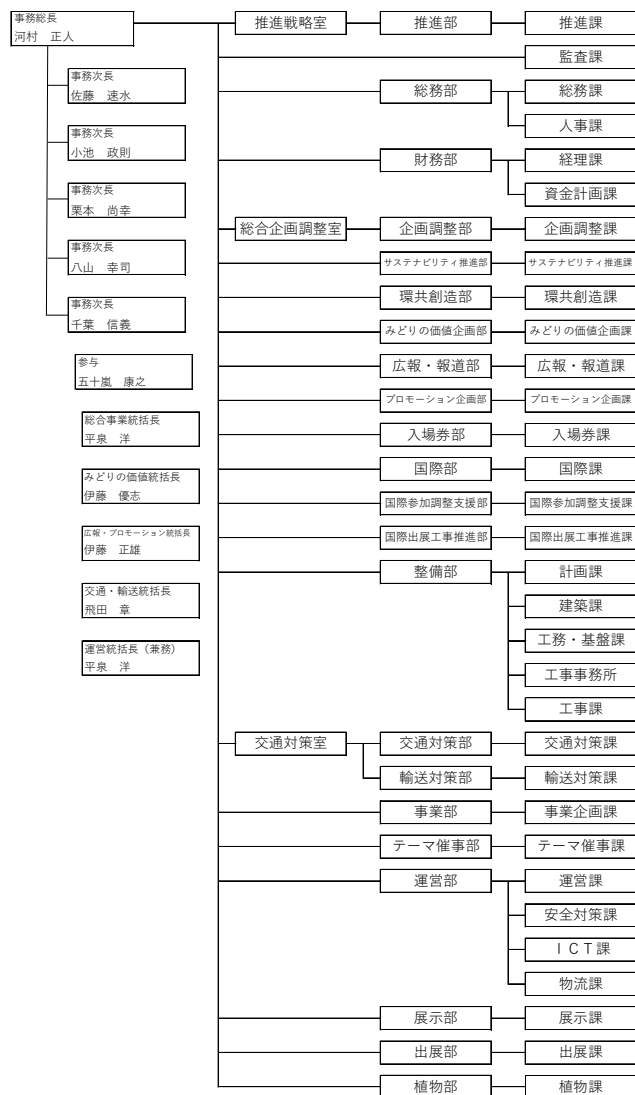 事務総長
河村　正人
事務次長
佐藤　速水
事務次長
小池　政則
事務次長
栗本　尚幸
事務次長
八山　幸司
事務次長
千葉　信義
参与
五十嵐　康之
総合事業統括長
平泉　洋
みどりの価値統括長
伊藤　優志
広報・プロモーション統括長
伊藤　正雄
交通・輸送統括長
飛田　章
運営統括長（兼務）
平泉　洋
推進戦略室　推進部　推進課
監査課
総務部　総務課
人事課
財務部　経理課
資金計画課
総合企画調整室　企画調整部　企画調整課
サステナビリティ推進部　サステナビリティ推進課
環共創造部　環共創造課
みどりの価値企画部　みどりの価値企画課
広報・報道部　広報・報道課
プロモーション企画部　プロモーション企画課
入場券部　入場券課
国際部　国際課
国際参加調整支援部　国際参加調整支援課
国際出展工事推進部　国際出展工事推進課
整備部　計画課
建築課
工務・基盤課
工事事務所
工事課
交通対策室　交通対策部　交通対策課
輸送対策部　輸送対策課
事業部　事業企画課
テーマ催事部　テーマ催事課
運営部　運営課
安全対策課
ＩＣＴ課
物流課
展示部　展示課
出展部　出展課
植物部　植物課